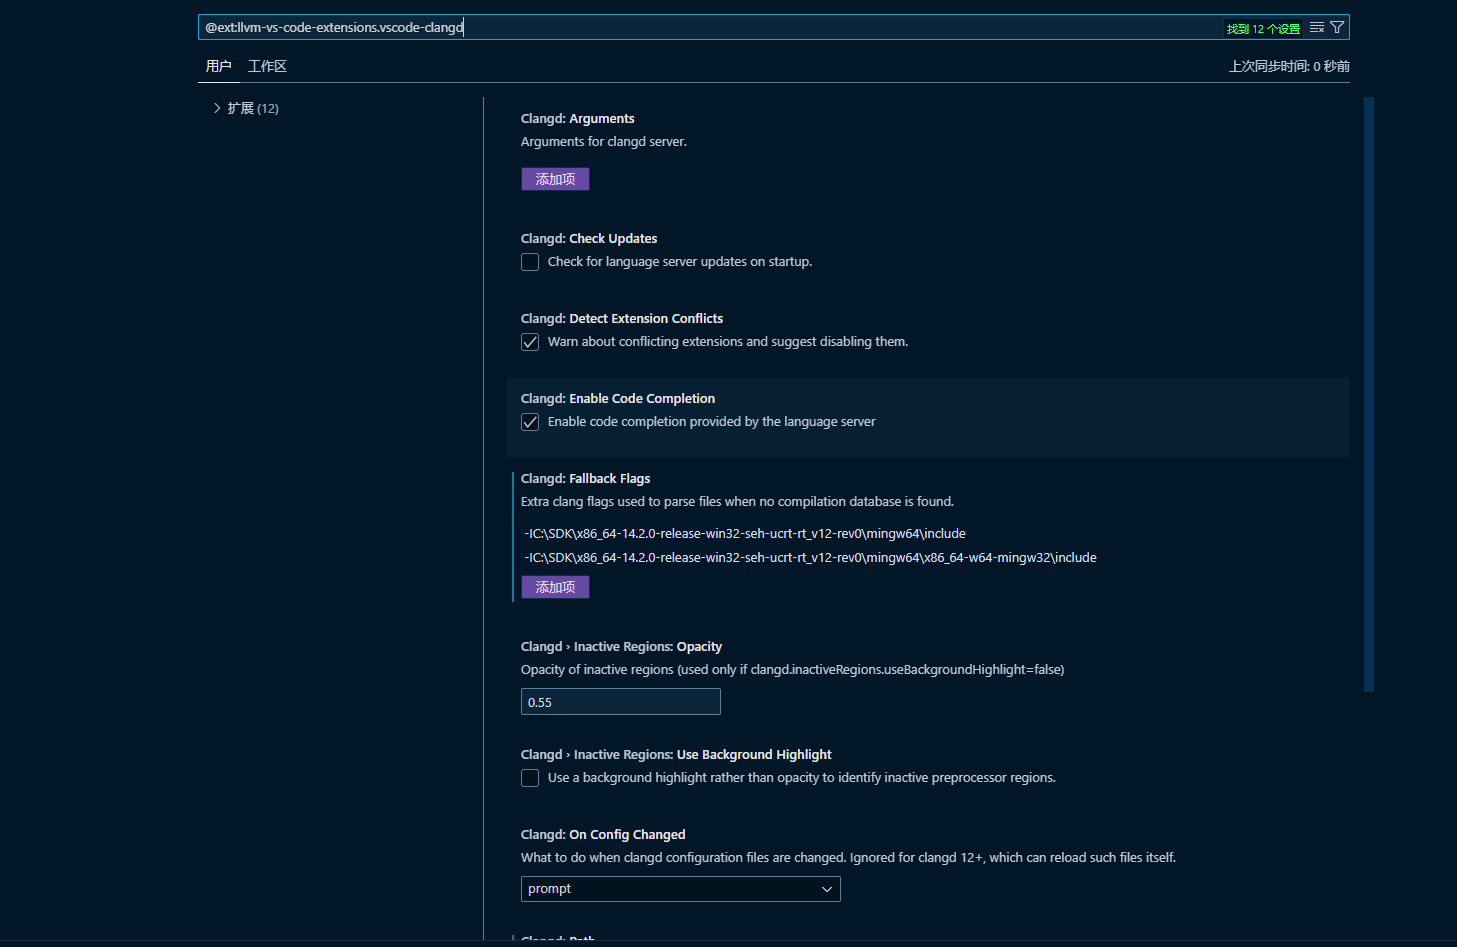 @ext:llvm-vs-code-extensions.vscode-clangd
找到 12 个设置
用户 工作区
上次同步时间: 0 秒前
扩展 (12)
Clangd: Arguments
Arguments for clangd server.
添加项
Clangd: Check Updates
Check for language server updates on startup.
Clangd: Detect Extension Conflicts
Warn about conflicting extensions and suggest disabling them.
Clangd: Enable Code Completion
Enable code completion provided by the language server
Clangd: Fallback Flags
Extra clang flags used to parse files when no compilation database is found.
-IC:\SDK\x86_64-14.2.0-release-win32-seh-ucrt-rt_v12-rev0\mingw64\include
-IC:\SDK\x86_64-14.2.0-release-win32-seh-ucrt-rt_v12-rev0\mingw64\x86_64-w64-mingw32\include
添加项
Clangd › Inactive Regions: Opacity
Opacity of inactive regions (used only if clangd.inactiveRegions.useBackgroundHighlight=false)
0.55
Clangd › Inactive Regions: Use Background Highlight
Use a background highlight rather than opacity to identify inactive preprocessor regions.
Clangd: On Config Changed
What to do when clangd configuration files are changed. Ignored for clangd 12+, which can reload such files itself.
prompt
Clangd: Path